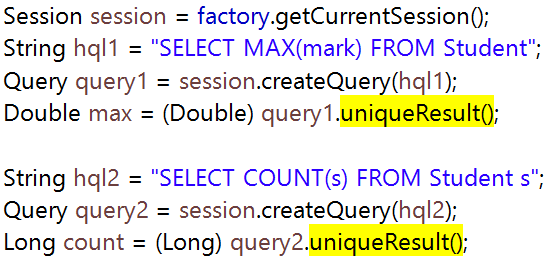 Session session = factory.getCurrentSession();
String hql1 = "SELECT MAX(mark) FROM Student";
Query query1 = session.createQuery(hql1);
Double max = (Double) query1.uniqueResult();
String hql2 = "SELECT COUNT(s) FROM Student s";
Query query2 = session.createQuery(hql2);
Long count = (Long) query2.uniqueResult();